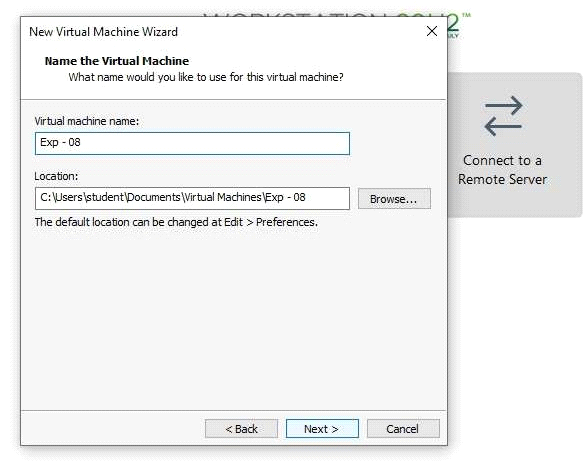 New Virtual Machine Wizard
Name the Virtual Machine
What name would you like to use for this virtual machine?
Virtual machine name:
Exp - 08
Location:
C:\Users\student\Documents\Virtual Machines\Exp - 08
Browse...
The default location can be changed at Edit > Preferences.
< Back
Next >
Cancel
Connect to a
Remote Server